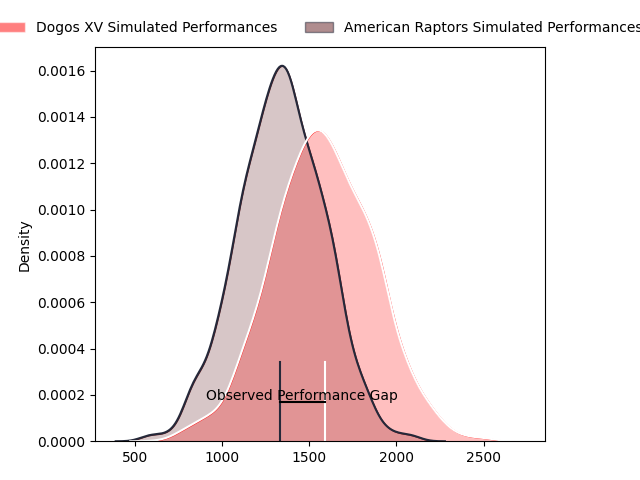 Dogos XV Simulated Performances American Raptors Simulated Performances
0.0016
0.0014
0.0012
0.0010
0.0008
0.0006
0.0004
0.0002
0.0000
Density
Observed Performance Gap
500 1000 1500 2000 2500